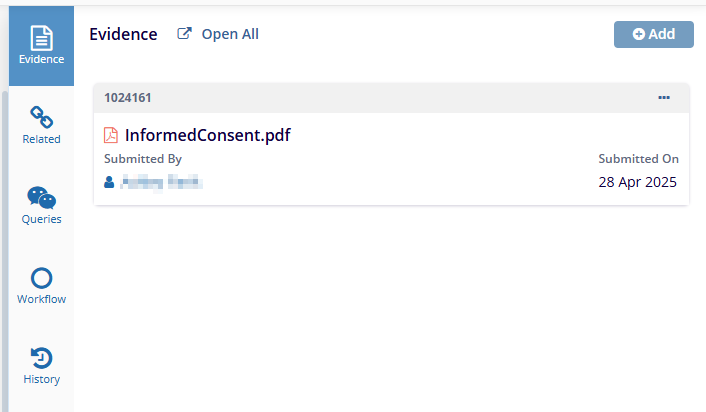 Evidence
Related
Queries
Workflow
History
Evidence
Open All
Add
1024161
InformedConsent.pdf
Submitted By
Submitted On
28 Apr 2025